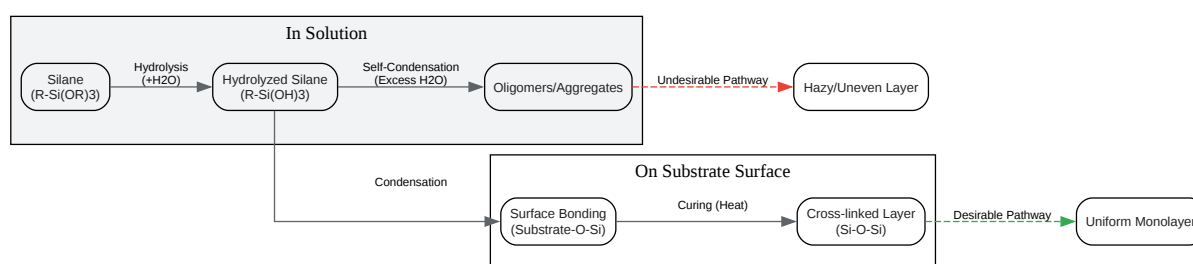 In Solution
Silane
(R-Si(OR)3)
Hydrolysis
(+H2O)
Hydrolyzed Silane
(R-Si(OH)3)
Self-Condensation
(Excess H2O)
Oligomers/Aggregates
Undesirable Pathway
Hazy/Uneven Layer
Condensation
On Substrate Surface
Surface Bonding
(Substrate-O-Si)
Curing (Heat)
Cross-linked Layer
(Si-O-Si)
Desirable Pathway
Uniform Monolayer